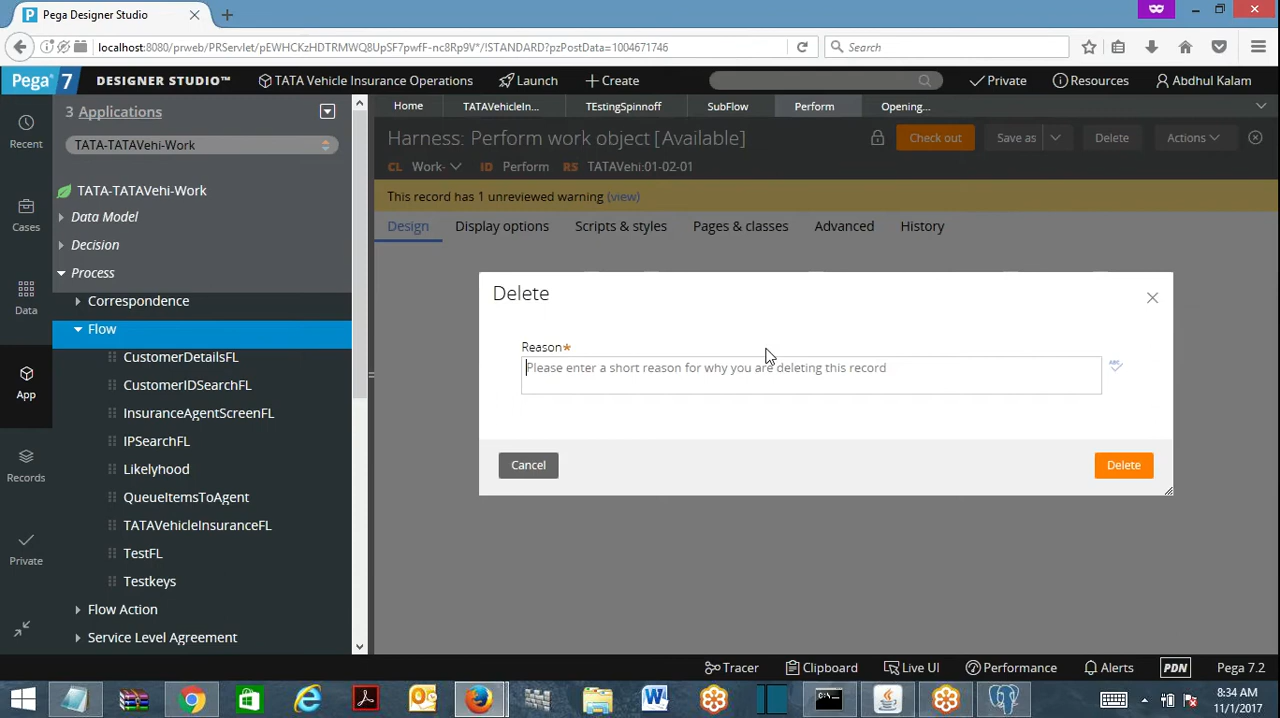 Pega Designer Studio
localhost:8080/prweb/PRServlet/pEWHCKzHDTRMWQ8UpSF7pwfF-nc8Rp9V*/!STANDARD?pzPostData=1004671746
Search
Pega 7
DESIGNER STUDIO™
TATA Vehicle Insurance Operations
Launch
Create
Private
Resources
Abdhul Kalam
3 Applications
Home
TATAVehicleIn...
TEstingSpinnoff
SubFlow
Perform
Opening...
Recent
TATA-TATAVehi-Work
Harness: Perform work object [Available]
Check out
Save as
Delete
Actions
CL Work-
ID Perform
RS TATAVehi:01-02-01
TATA-TATAVehi-Work
This record has 1 unreviewed warning (view)
Cases
Data Model
Design
Display options
Scripts & styles
Pages & classes
Advanced
History
Decision
Process
Data
Correspondence
Flow
CustomerDetailsFL
App
CustomerIDSearchFL
InsuranceAgentScreenFL
IPSearchFL
Likelyhood
Records
QueueItemsToAgent
TATAVehicleInsuranceFL
TestFL
Private
Testkeys
Flow Action
Service Level Agreement
Delete
Reason*
Please enter a short reason for why you are deleting this record
ABC
Cancel
Delete
Tracer
Clipboard
Live UI
Performance
Alerts
PDN
Pega 7.2
8:34 AM
11/1/2017